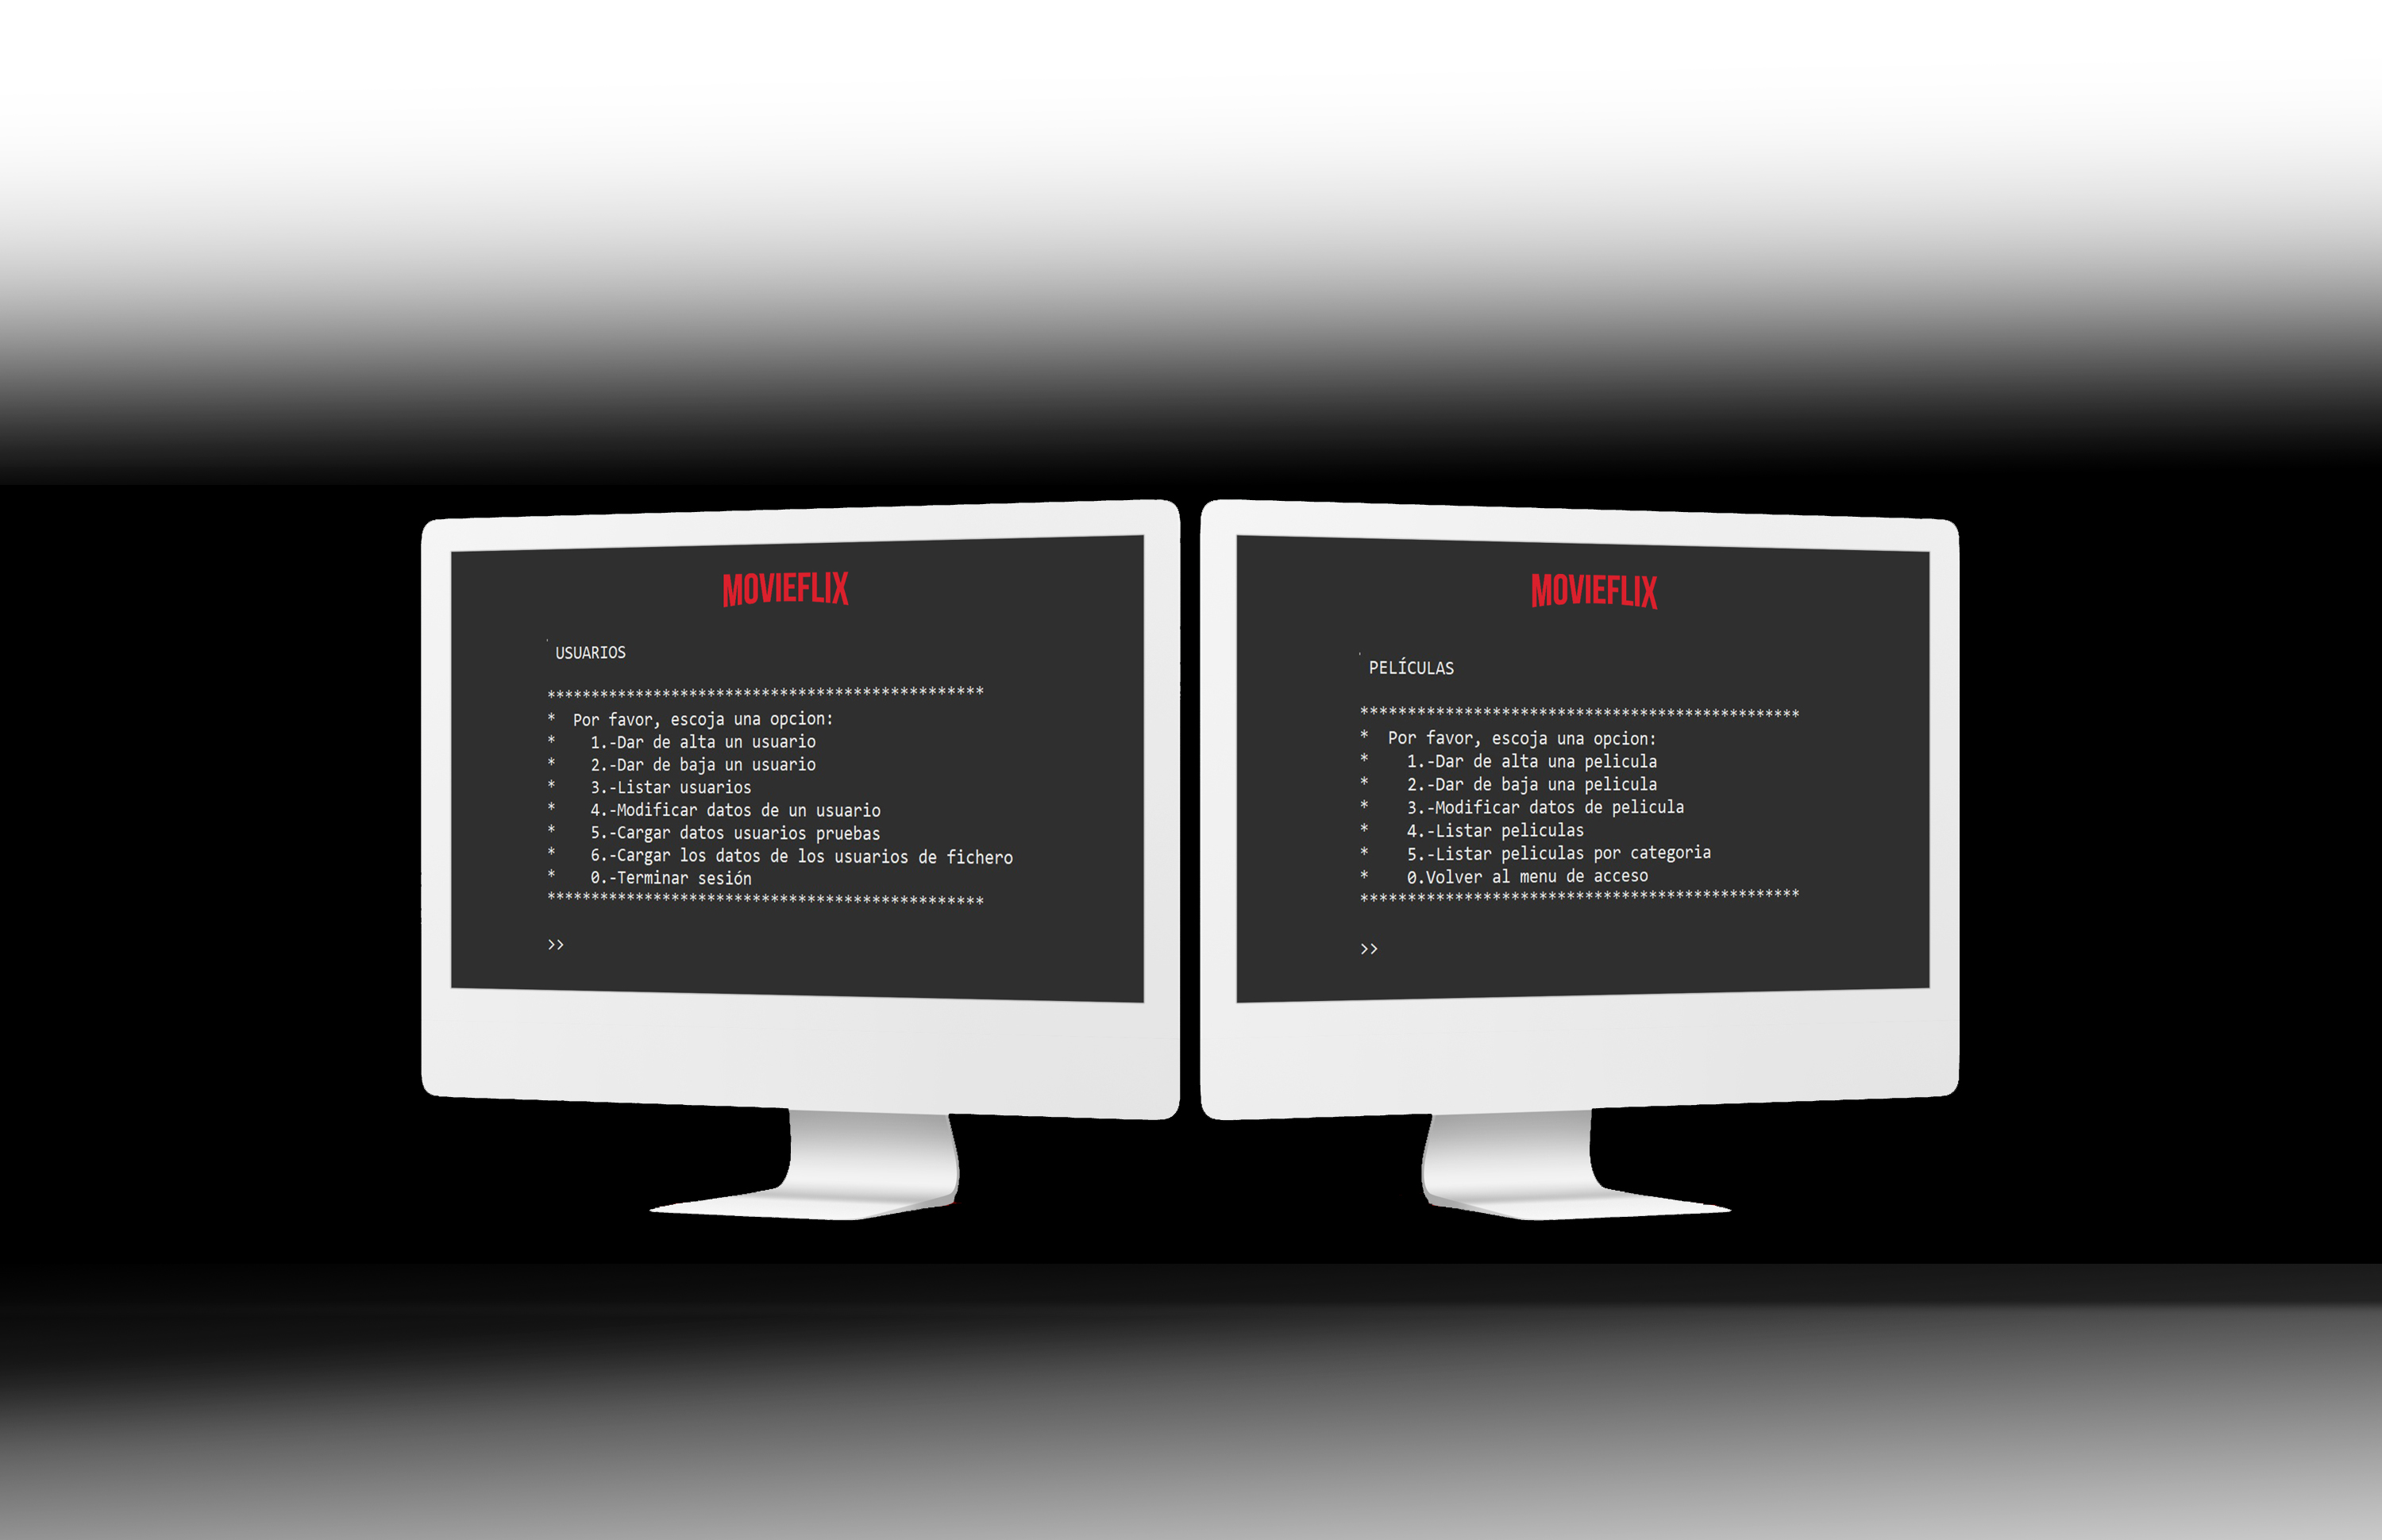 MOVIEFLIX
USUARIOS
**************************************************
* Por favor, escoja una opcion:
* 1.-Dar de alta un usuario
* 2.-Dar de baja un usuario
* 3.-Listar usuarios
* 4.-Modificar datos de un usuario
* 5.-Cargar datos usuarios pruebas
* 6.-Cargar los datos de los usuarios de fichero
* 0.-Terminar sesión
**************************************************
>>
MOVIEFLIX
PELÍCULAS
***********************************************
* Por favor, escoja una opcion:
* 1.-Dar de alta una pelicula
* 2.-Dar de baja una pelicula
* 3.-Modificar datos de pelicula
* 4.-Listar peliculas
* 5.-Listar peliculas por categoria
* 0.Volver al menu de acceso
***********************************************
>>